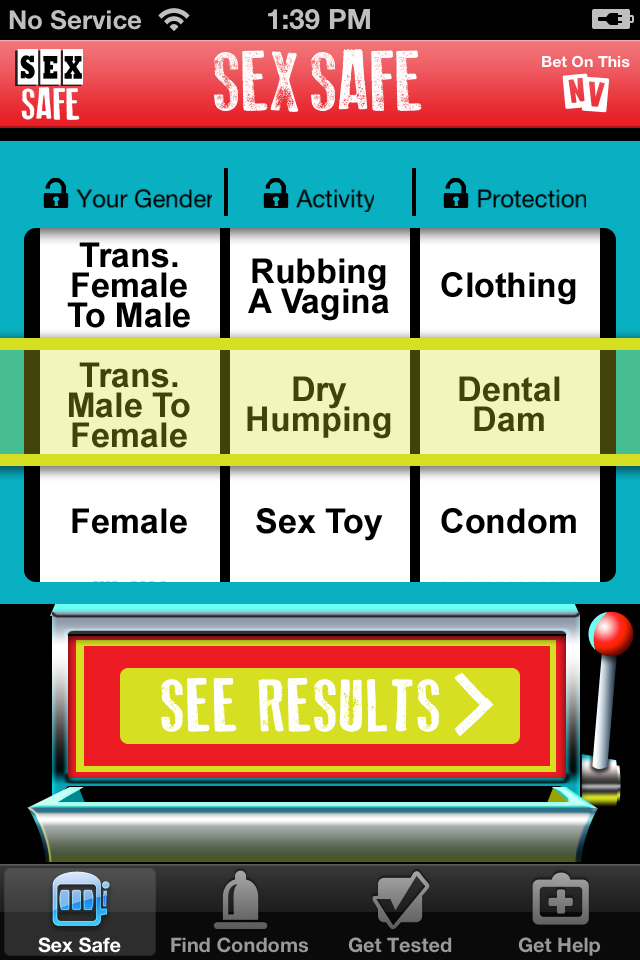 No Service 1:39 PM
SEX
SAFE
SEX SAFE
Bet On This
NV
Your Gender Activity Protection
Trans.
Female
To Male
Rubbing
A Vagina
Clothing
Trans.
Male To
Female
Dry
Humping
Dental
Dam
Female
Sex Toy
Condom
SEE RESULTS
Sex Safe Find Condoms Get Tested Get Help